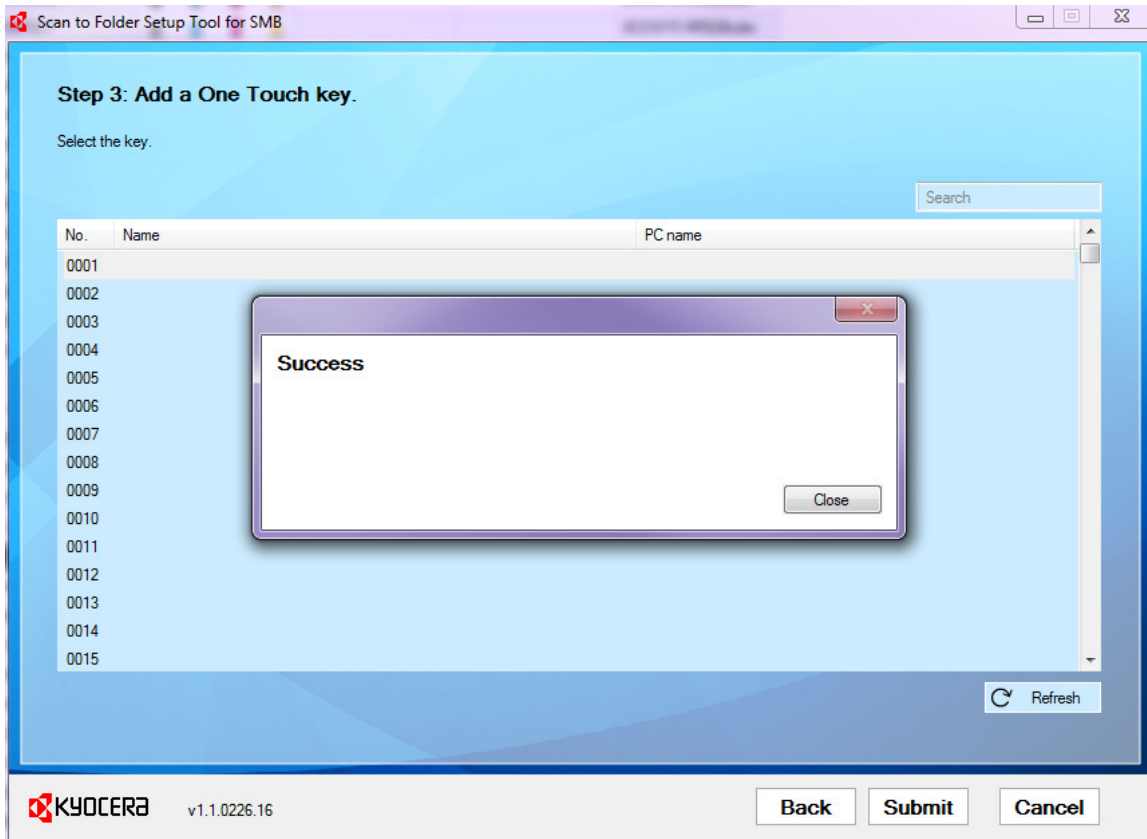 Scan to Folder Setup Tool for SMB
Step 3: Add a One Touch key.
Select the key.
Search
No. Name PC name
0001
0002
0003
0004
0005
0006
0007
0008
0009
0010
0011
0012
0013
0014
0015
Success
Close
Refresh
KYOCERA v1.1.0226.16 Back Submit Cancel